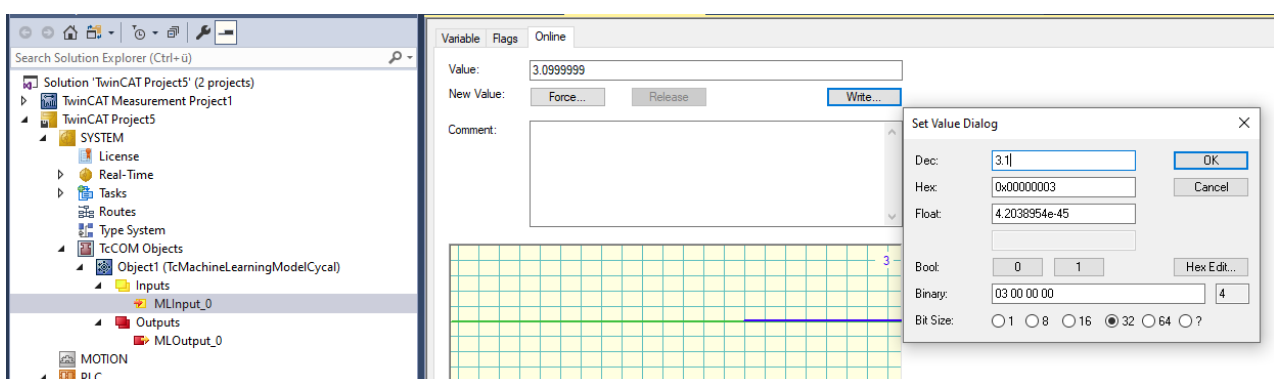 Search Solution Explorer (Ctrl+ü)
Solution 'TwinCAT Project5' (2 projects)
TwinCAT Measurement Project1
TwinCAT Project5
SYSTEM
License
Real-Time
Tasks
Routes
Type System
TcCOM Objects
Object1 (TcMachineLearningModelCycal)
Inputs
MLInput_0
Outputs
MLOutput_0
MOTION
PLC
Variable Flags Online
Value: 3.0999999
New Value: Force... Release Write...
Comment:
3
Set Value Dialog
Dec: 3.1 OK
Hex: 0x00000003 Cancel
Float: 4.2038954e-45
Bool: 0 1 Hex Edit...
Binary: 03 00 00 00 4
Bit Size: 1 8 16 32 64 ?